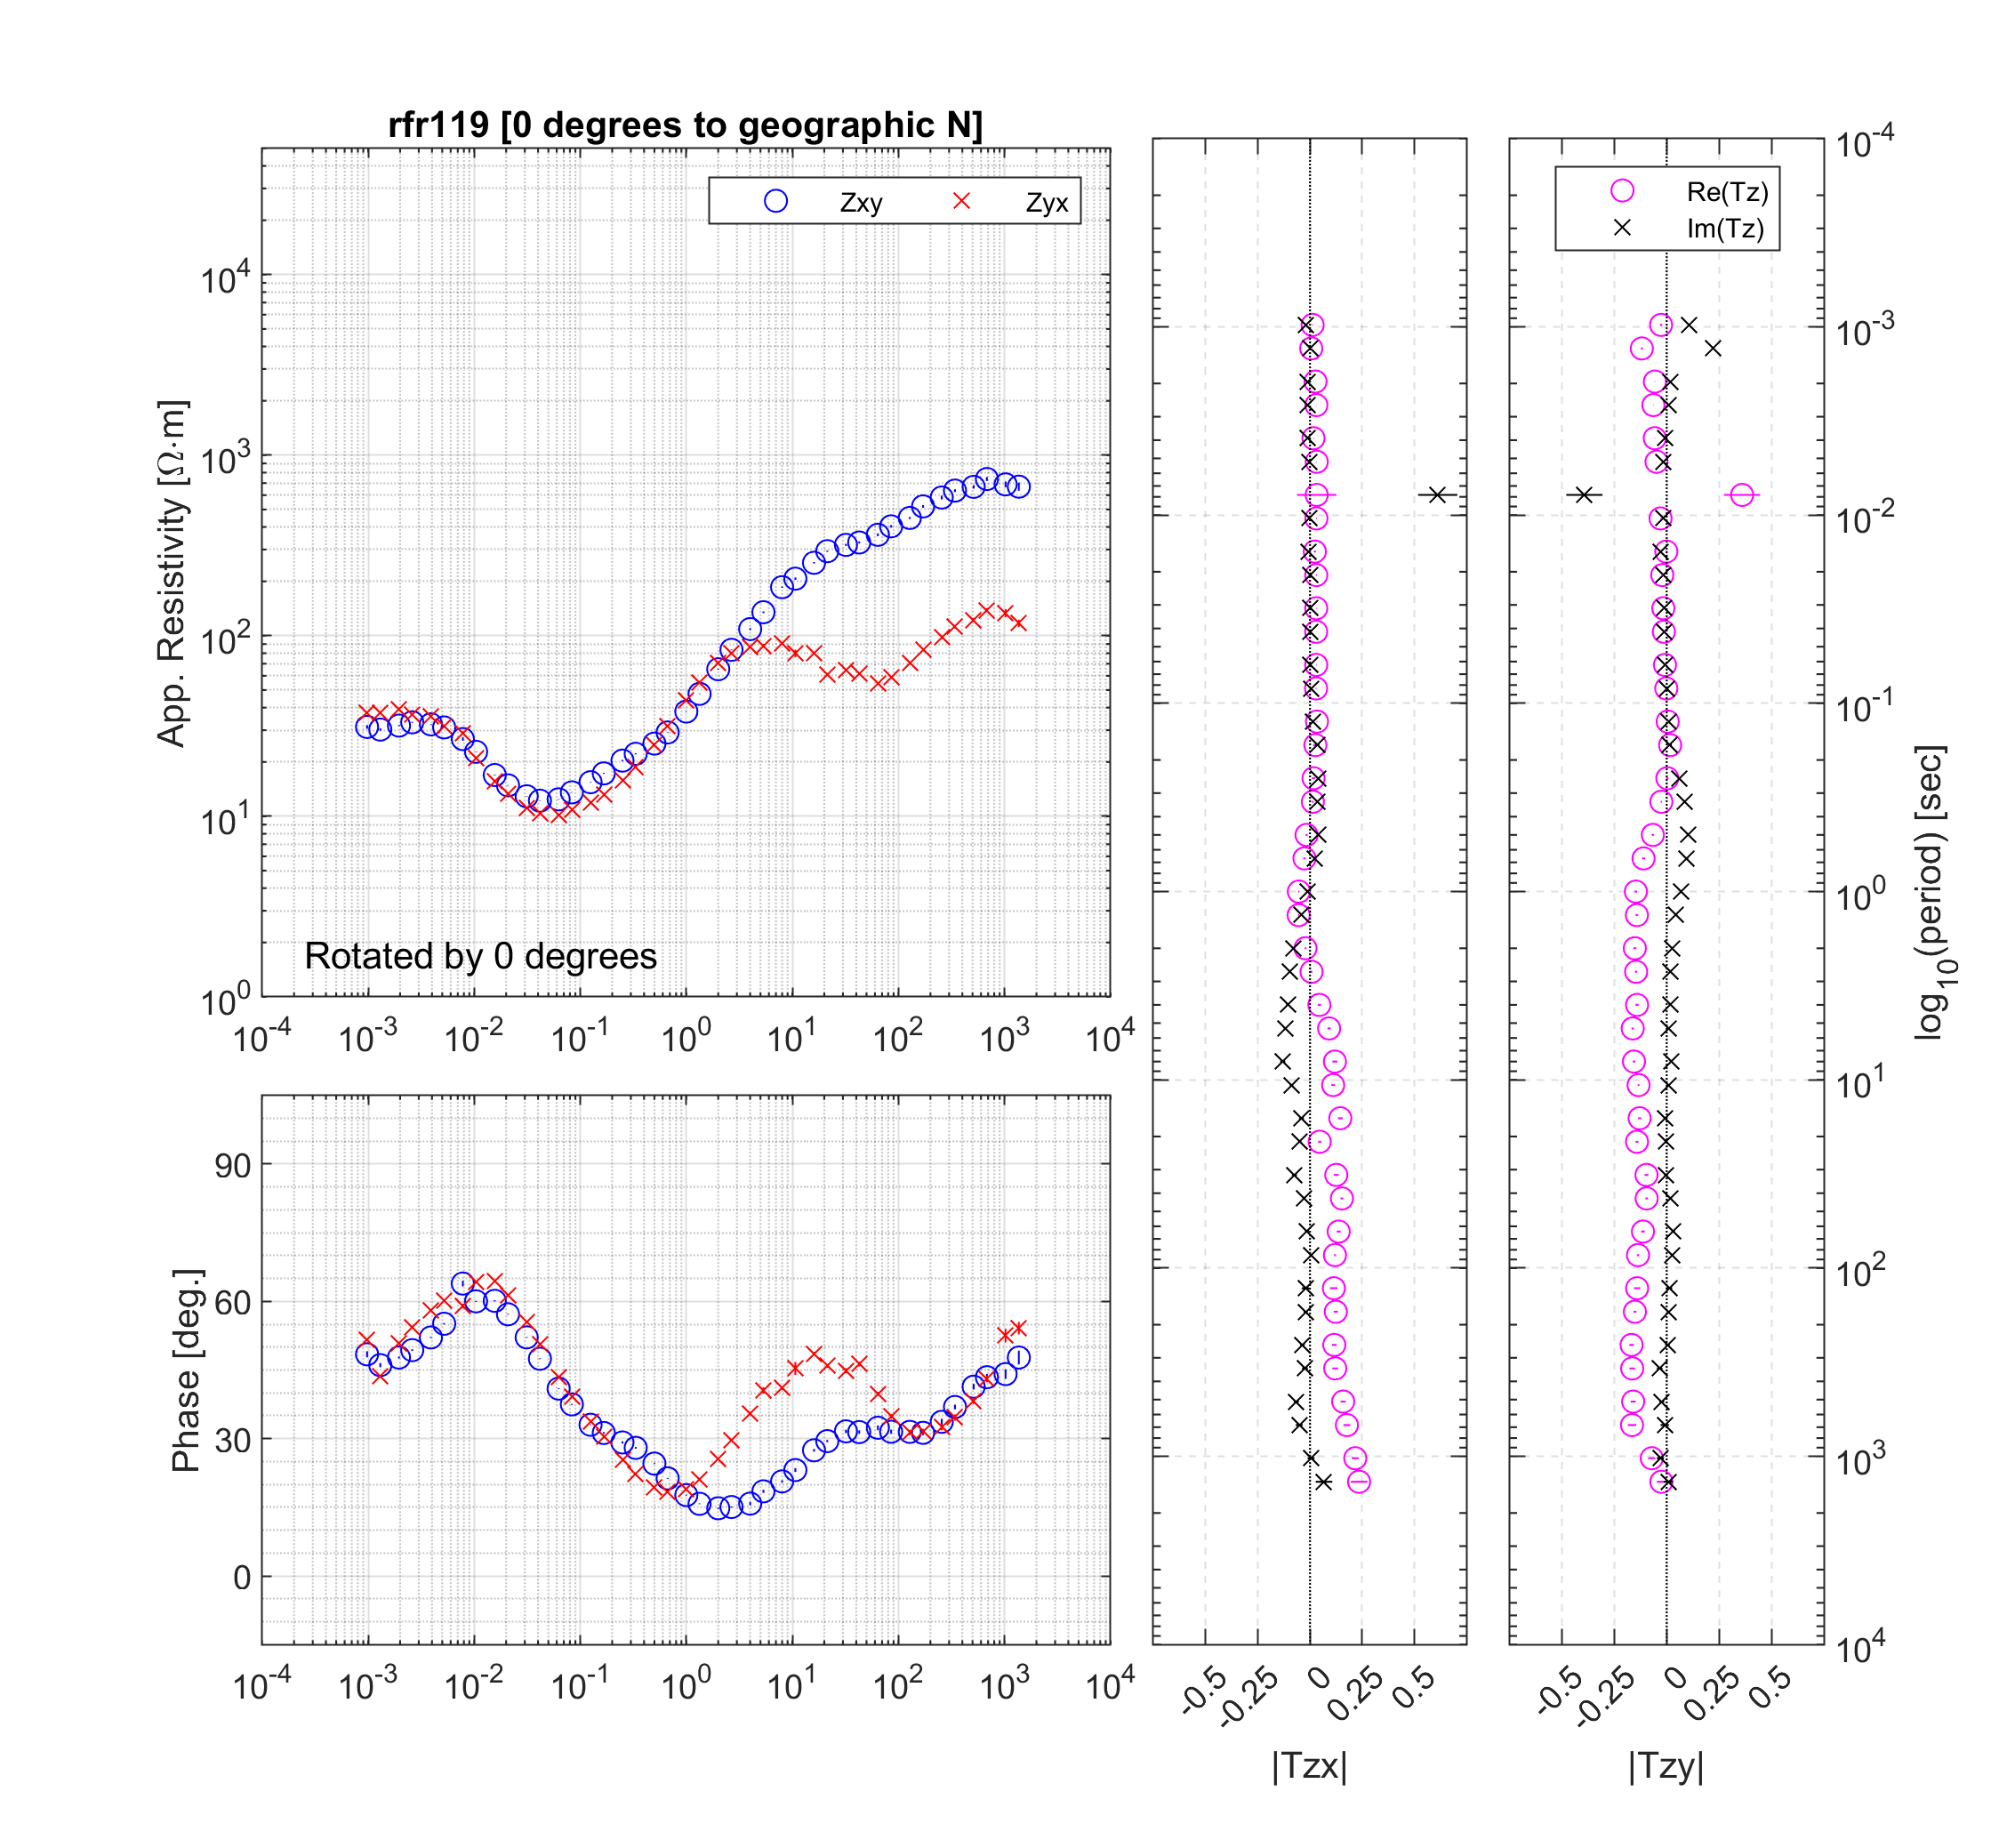 rfr119 [0 degrees to geographic N]
Zxy Zyx
App. Resistivity [Ω·m]
10^4
10^3
10^2
10^1
10^0
Rotated by 0 degrees
10^-4 10^-3 10^-2 10^-1 10^0 10^1 10^2 10^3 10^4
Phase [deg.]
90
60
30
0
10^-4 10^-3 10^-2 10^-1 10^0 10^1 10^2 10^3 10^4
-0.5 -0.25 0 0.25 0.5
|Tzx|
Re(Tz)
Im(Tz)
-0.5 -0.25 0 0.25 0.5
|Tzy|
10^-4
10^-3
10^-2
10^-1
10^0
10^1
10^2
10^3
10^4
log_10(period) [sec]